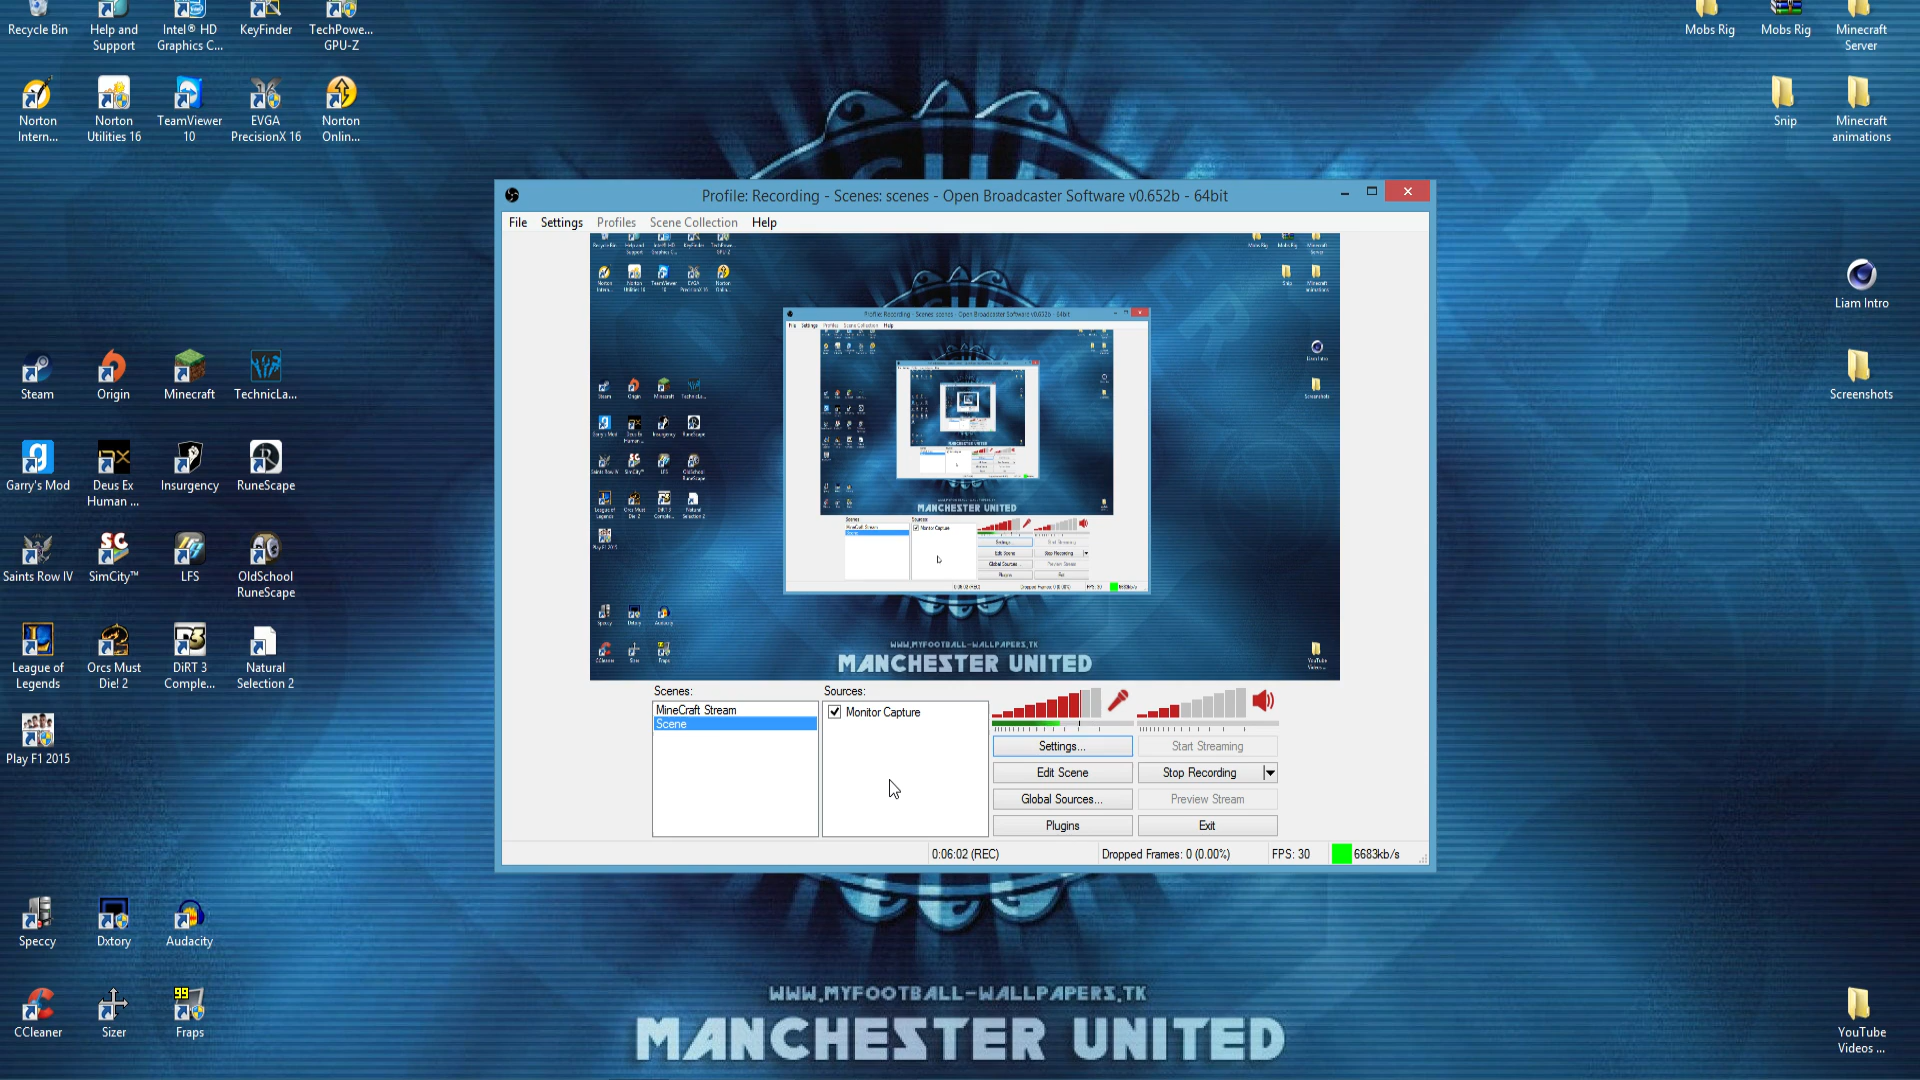 Recycle Bin
Help and
Support
Intel® HD
Graphics C...
KeyFinder
TechPowe...
GPU-Z
Mobs Rig
Mobs Rig
Minecraft
Server
Norton
Intern...
Norton
Utilities 16
TeamViewer
10
EVGA
PrecisionX 16
Norton
Onlin...
Snip
Minecraft
animations
Profile: Recording - Scenes: scenes - Open Broadcaster Software v0.652b - 64bit
File Settings Profiles Scene Collection Help
Liam Intro
Steam
Origin
Minecraft
TechnicLa...
Screenshots
Garry's Mod
Deus Ex
Human ...
Insurgency
RuneScape
Saints Row IV
SimCity™
LFS
OldSchool
RuneScape
League of
Legends
Orcs Must
Die! 2
DiRT 3
Comple...
Natural
Selection 2
Play F1 2015
WWW.MYFOOTBALL-WALLPAPERS.TK
MANCHESTER UNITED
Scenes:
MineCraft Stream
Scene
Sources:
Monitor Capture
Settings...
Start Streaming
Edit Scene
Stop Recording
Global Sources...
Preview Stream
Plugins
Exit
0:06:02 (REC)
Dropped Frames: 0 (0.00%)
FPS: 30
6683kb/s
Speccy
Dxtory
Audacity
CCleaner
Sizer
99
Fraps
WWW.MYFOOTBALL-WALLPAPERS.TK
MANCHESTER UNITED
YouTube
Videos ...